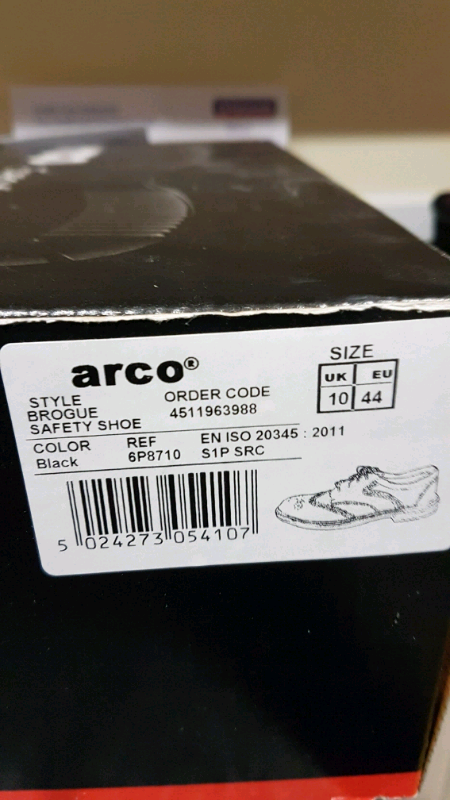 arco®
STYLE
BROGUE
SAFETY SHOE
ORDER CODE
4511963988
SIZE
UK EU
10 44
COLOR
Black
REF
6P8710
EN ISO 20345 : 2011
S1P SRC
5 024273 054107